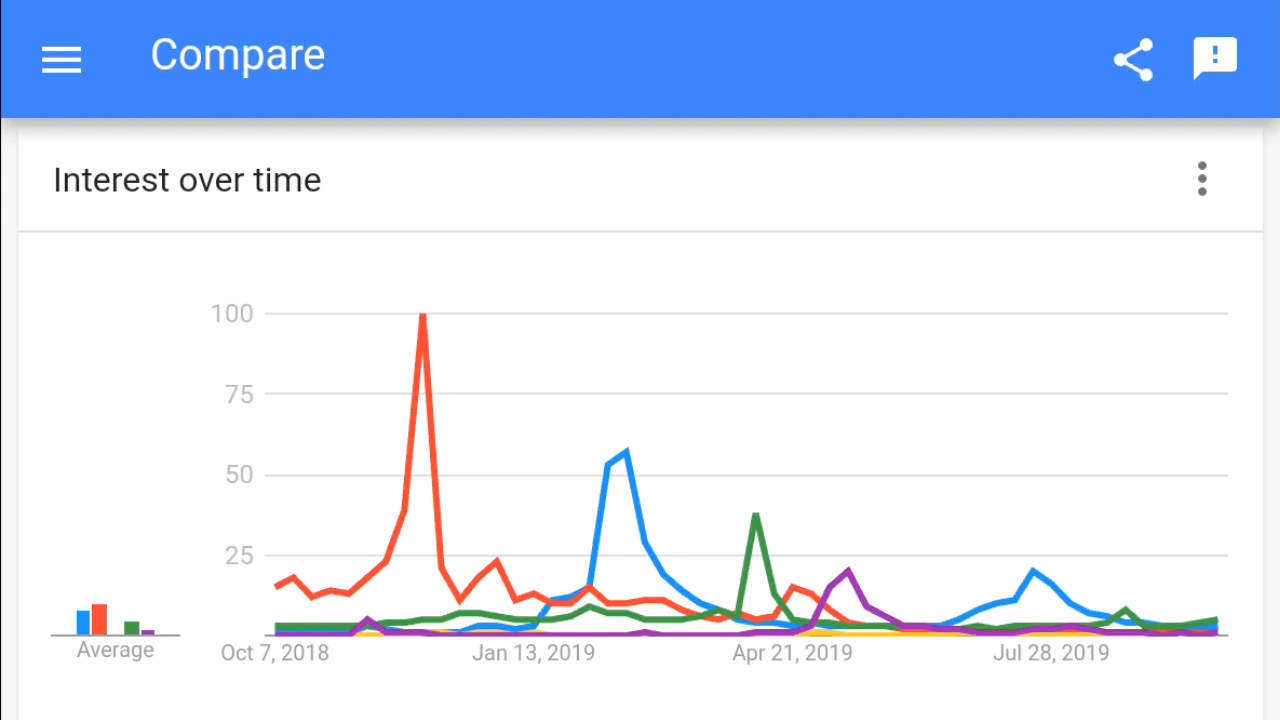 Compare
Interest over time
100
75
50
25
Average
Oct 7, 2018
Jan 13, 2019
Apr 21, 2019
Jul 28, 2019